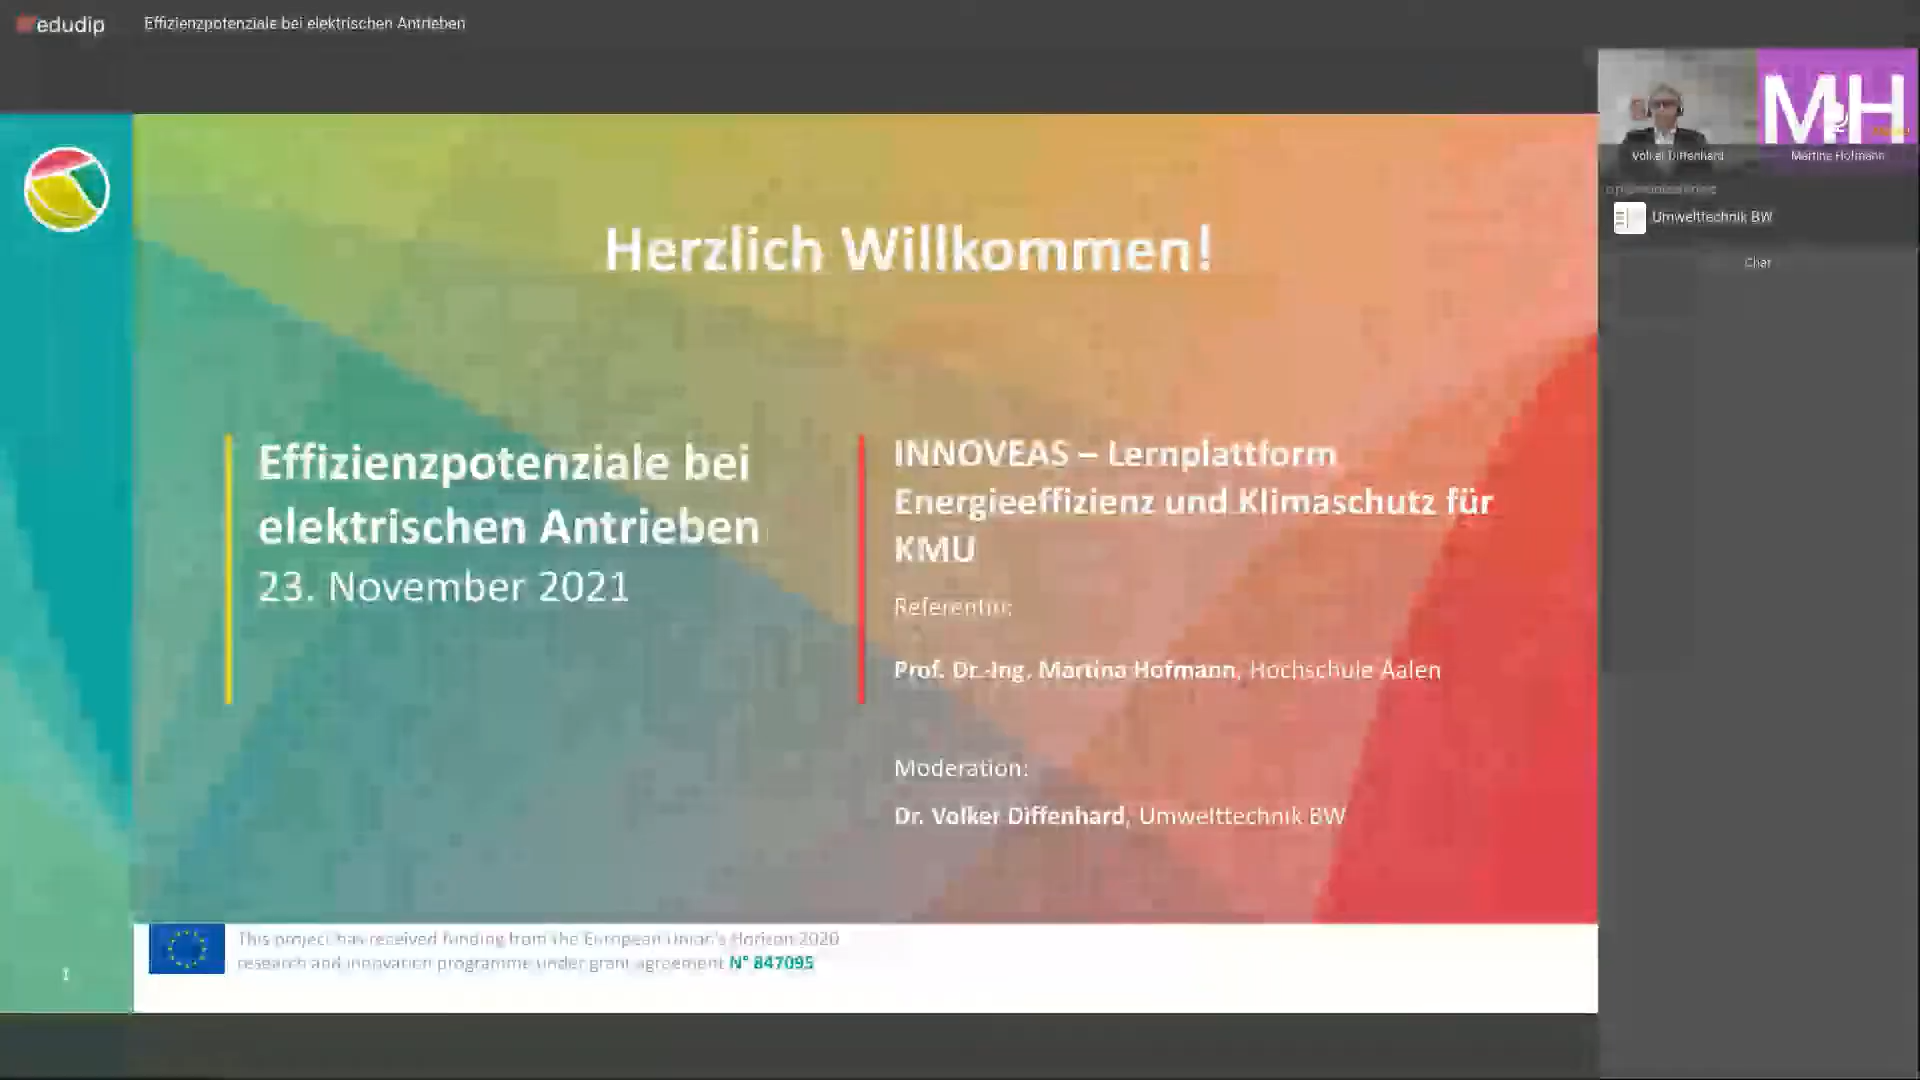 edudip
Effizienzpotenziale bei elektrischen Antrieben
MH
Volker Diffenhard
Martina Hofmann
Umwelttechnik BW
Chat
Herzlich Willkommen!
Effizienzpotenziale bei
elektrischen Antrieben
23. November 2021
INNOVEAS – Lernplattform
Energieeffizienz und Klimaschutz für
KMU
Referentin:
Prof. Dr.-Ing. Martina Hofmann, Hochschule Aalen
Moderation:
Dr. Volker Diffenhard, Umwelttechnik BW
This project has received funding from the European Union's Horizon 2020
research and innovation programme under grant agreement N° 847095
1